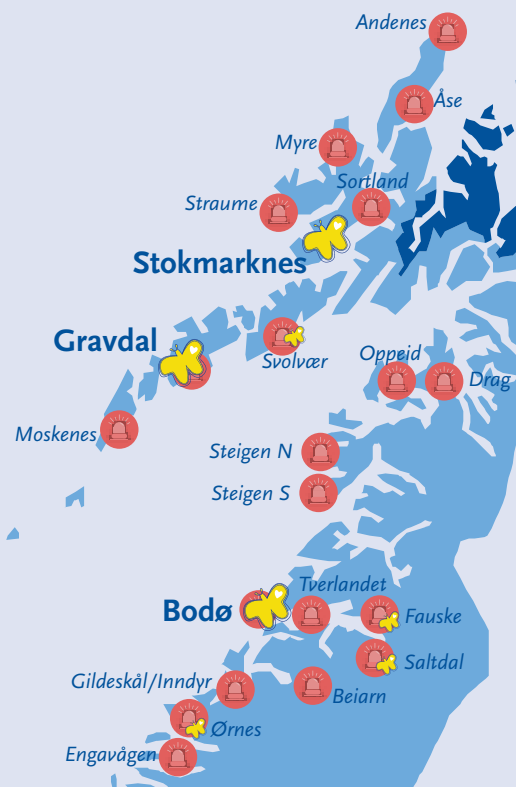 Andenes
Åse
Myre
Sortland
Straume
Stokmarknes
Gravdal
Svolvær
Oppeid
Drag
Moskenes
Steigen N
Steigen S
Tverlandet
Bodø
Fauske
Saltdal
Gildeskål/Inndyr
Beiarn
Ørnes
Engavågen